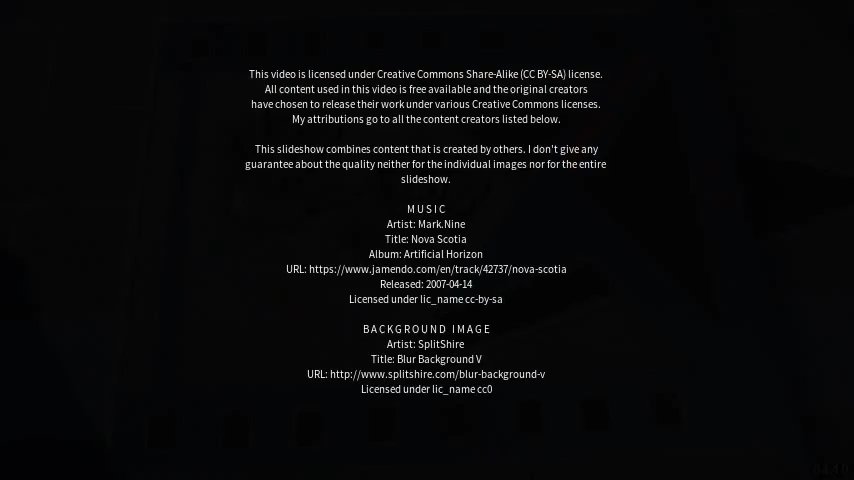 This video is licensed under Creative Commons Share-Alike (CC BY-SA) license.
All content used in this video is free available and the original creators
have chosen to release their work under various Creative Commons licenses.
My attributions go to all the content creators listed below.
This slideshow combines content that is created by others. I don't give any
guarantee about the quality neither for the individual images nor for the entire
slideshow.
MUSIC
Artist: Mark.Nine
Title: Nova Scotia
Album: Artificial Horizon
URL: https://www.jamendo.com/en/track/42737/nova-scotia
Released: 2007-04-14
Licensed under lic_name cc-by-sa
BACKGROUND IMAGE
Artist: SplitShire
Title: Blur Background V
URL: http://www.splitshire.com/blur-background-v
Licensed under lic_name cc0